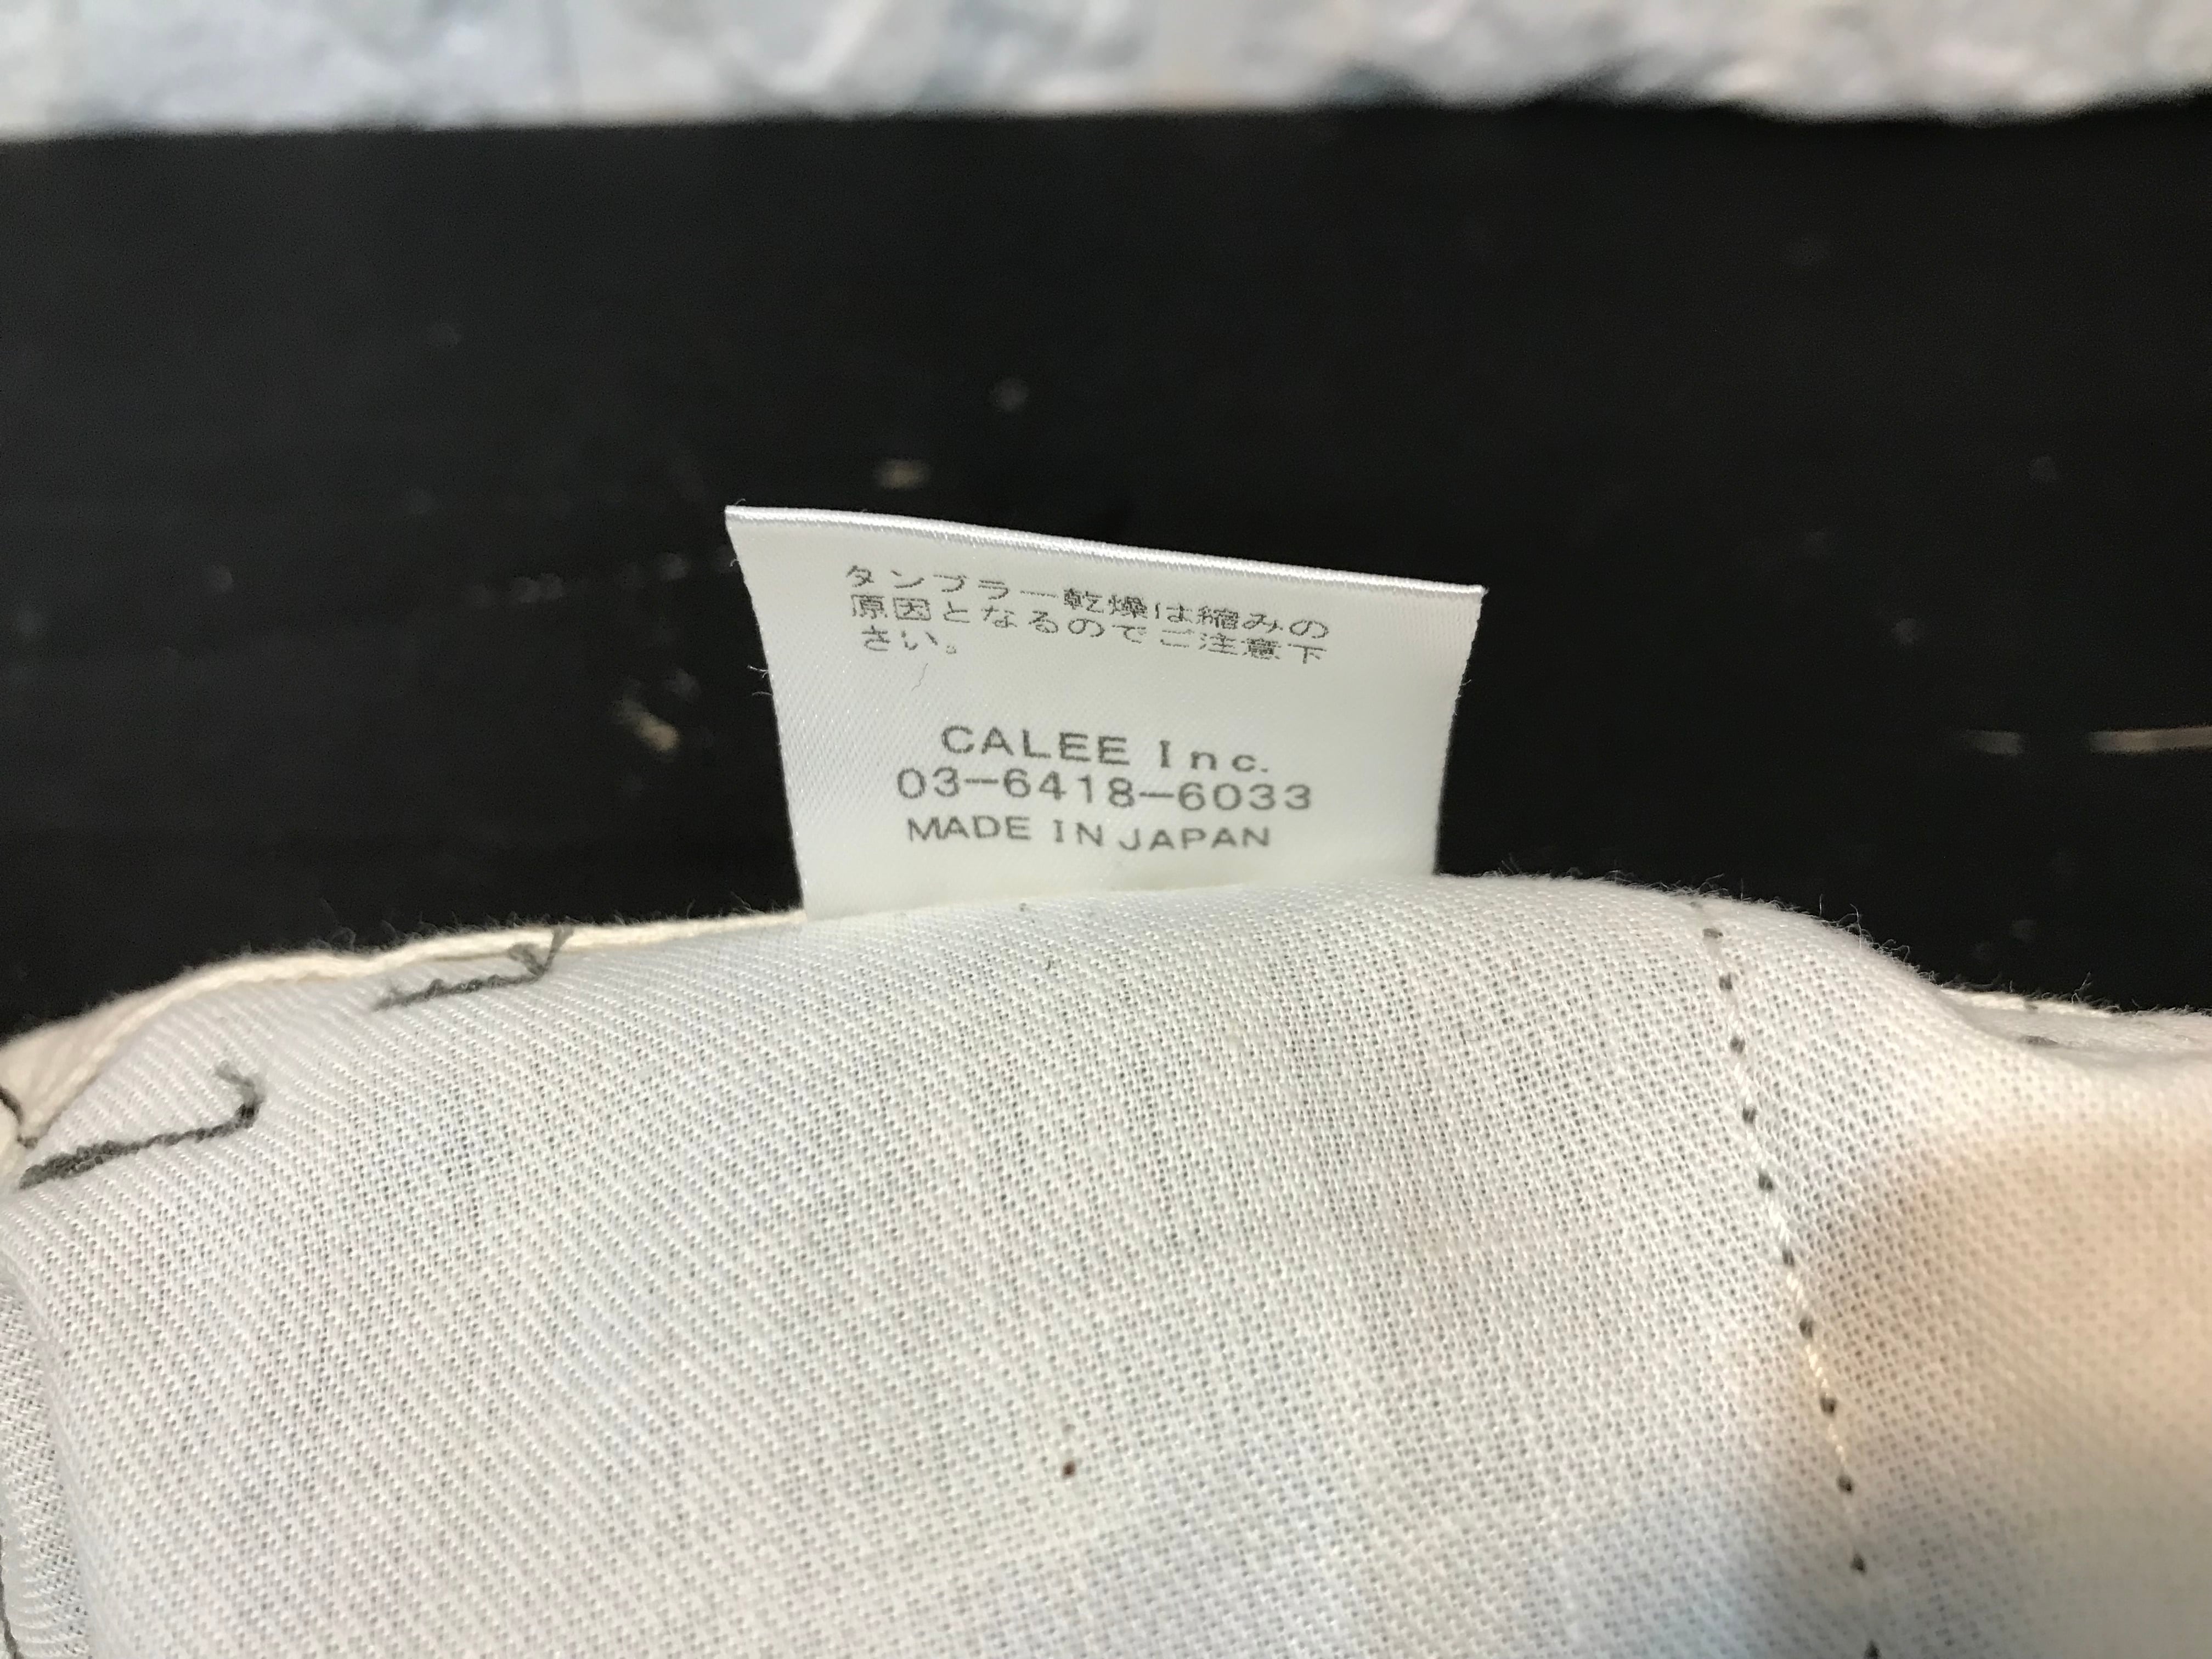 タンブラー乾燥は縮みの
原因となるのでご注意下
さい。
CALEE Inc.
03-6418-6033
MADE IN JAPAN